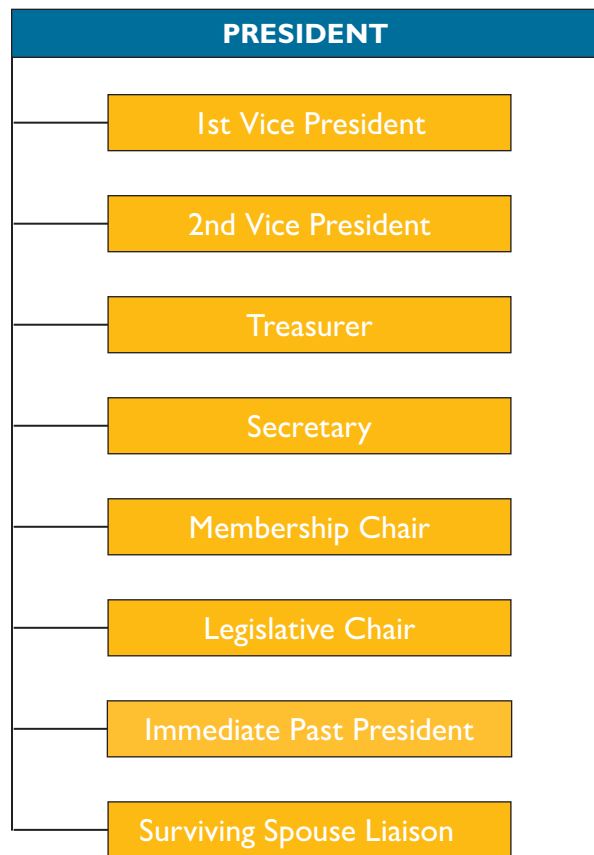 PRESIDENT
1st Vice President
2nd Vice President
Treasurer
Secretary
Membership Chair
Legislative Chair
Immediate Past President
Surviving Spouse Liaison